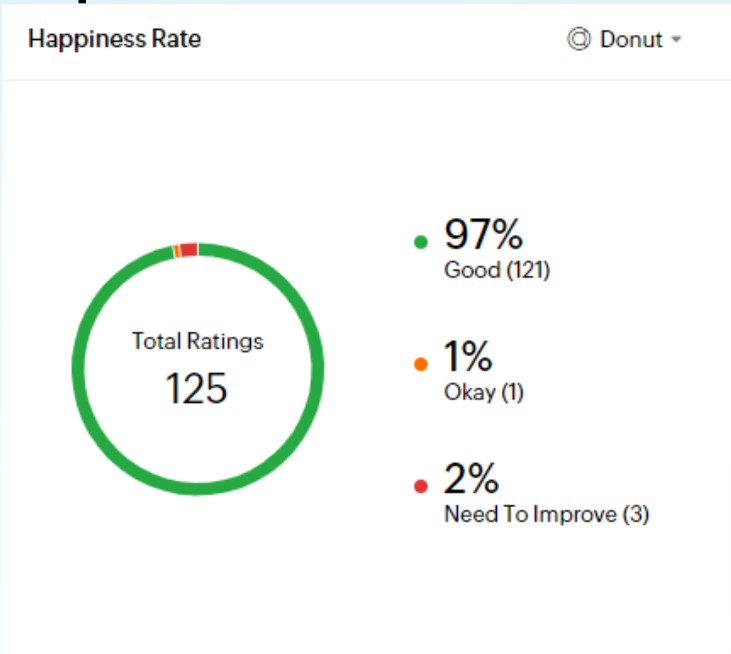 Happiness Rate
Donut
Total Ratings
125
97%
Good (121)
1%
Okay (1)
2%
Need To Improve (3)